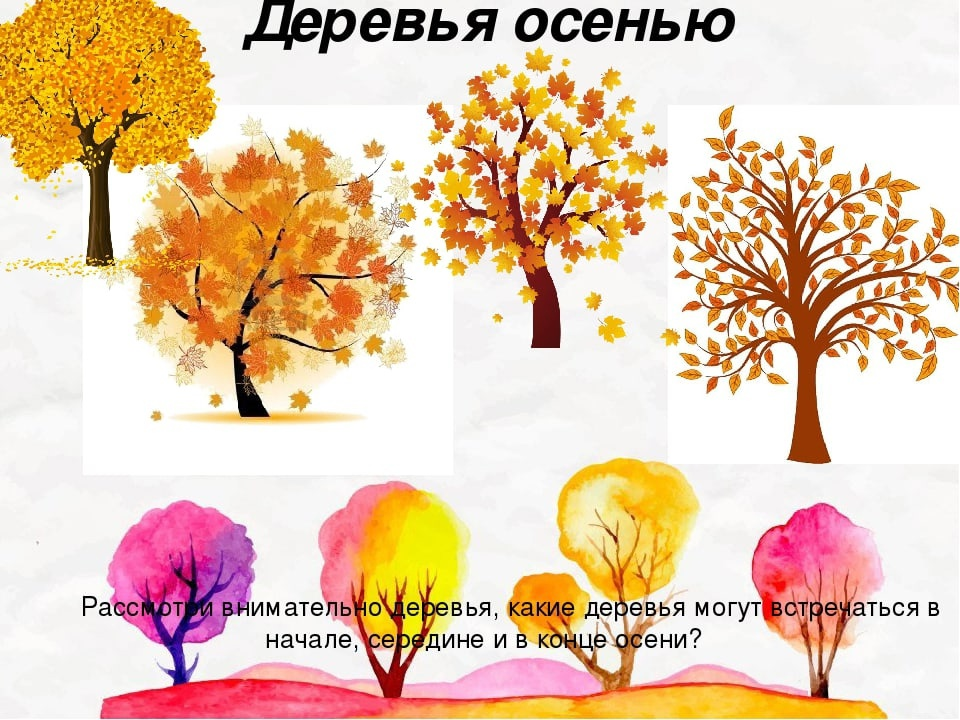 Деревья осенью
Рассмотри внимательно деревья, какие деревья могут встречаться в
начале, середине и в конце осени?